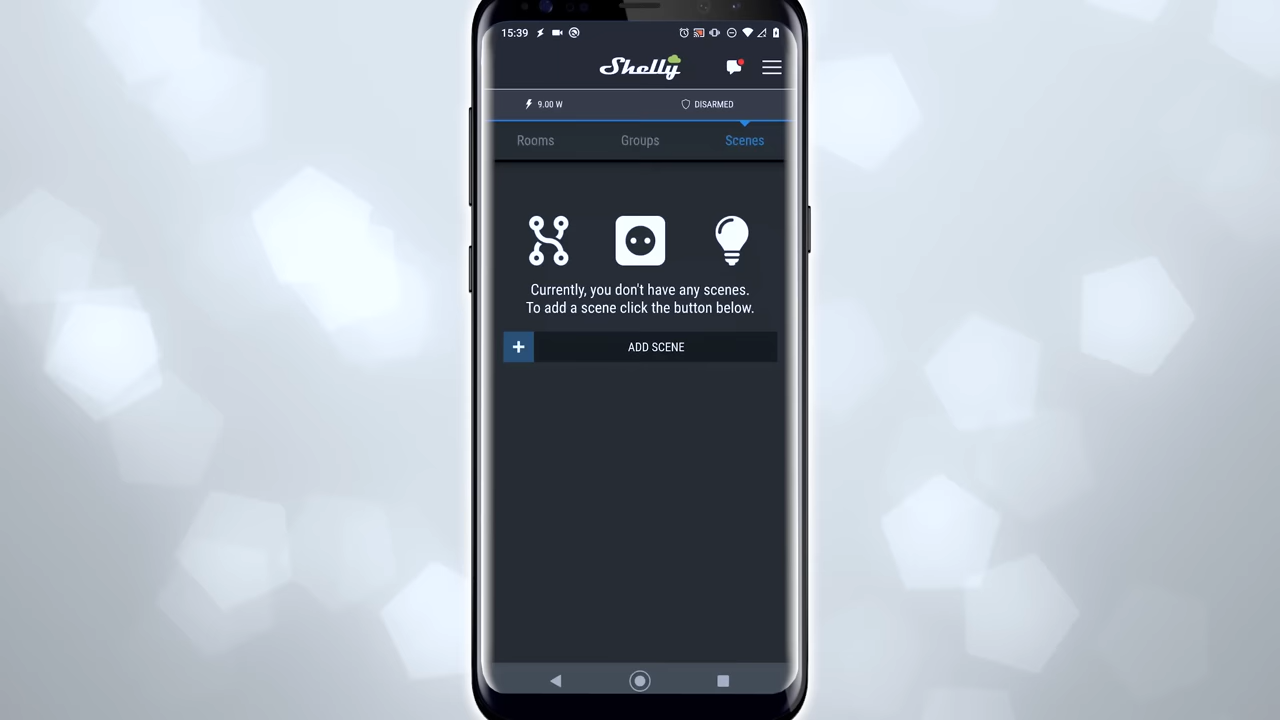 15:39
Shelly
9.00 W
DISARMED
Rooms
Groups
Scenes
Currently, you don't have any scenes.
To add a scene click the button below.
+ ADD SCENE